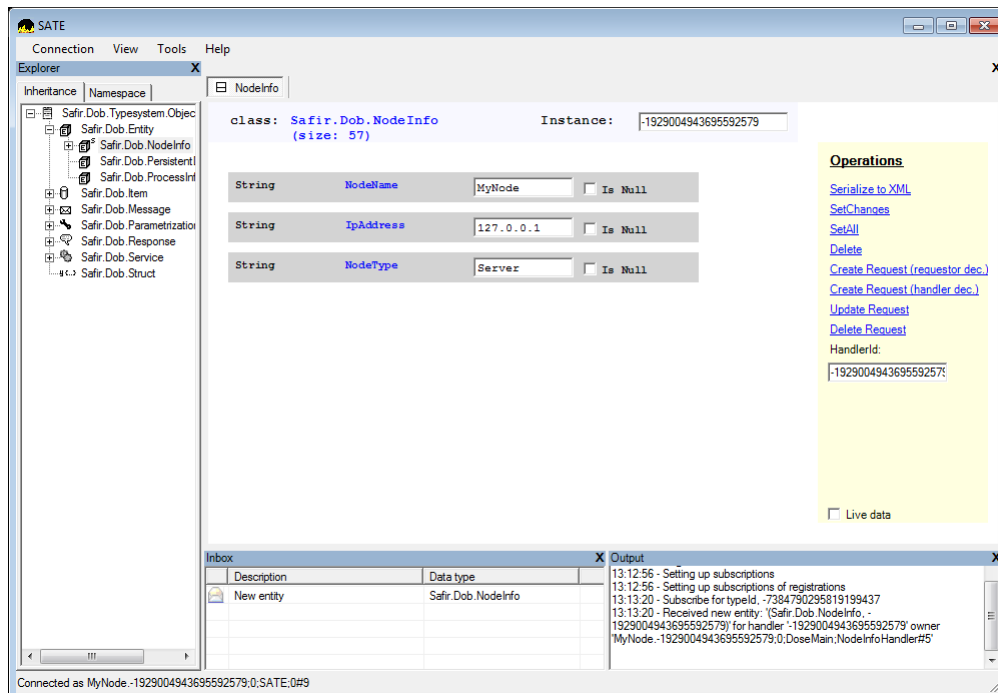 SATE
Connection View Tools Help
Explorer X
X
Inheritance Namespace
NodeInfo
Safir.Dob.Typesystem.Objec
Safir.Dob.Entity
Safir.Dob.NodeInfo
Safir.Dob.Persistent
Safir.Dob.ProcessInf
Safir.Dob.Item
Safir.Dob.Message
Safir.Dob.Parametrization
Safir.Dob.Response
Safir.Dob.Service
Safir.Dob.Struct
class: Safir.Dob.NodeInfo Instance: -1929004943695592579
(size: 57)
String NodeName MyNode Is Null
String IpAddress 127.0.0.1 Is Null
String NodeType Server Is Null
Operations
Serialize to XML
SetChanges
SetAll
Delete
Create Request (requestor dec.)
Create Request (handler dec.)
Update Request
Delete Request
HandlerId:
-1929004943695592579
Live data
Inbox X
Description Data type
New entity Safir.Dob.NodeInfo
Output X
13:12:56 - Setting up subscriptions
13:12:56 - Setting up subscriptions of registrations
13:13:20 - Subscribe for typeId, -7384790295819199437
13:13:20 - Received new entity: '(Safir.Dob.NodeInfo, -
1929004943695592579)' for handler '-1929004943695592579' owner
'MyNode.-1929004943695592579;0;DoseMain;NodeInfoHandler#5'
Connected as MyNode.-1929004943695592579;0;SATE;0#9